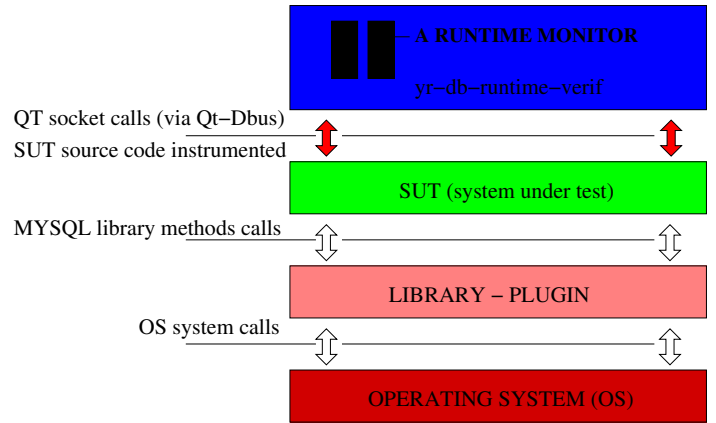 A RUNTIME MONITOR
yr−db−runtime−verif
QT socket calls (via Qt−Dbus)
SUT source code instrumented
SUT (system under test)
MYSQL library methods calls
LIBRARY − PLUGIN
OS system calls
OPERATING SYSTEM (OS)